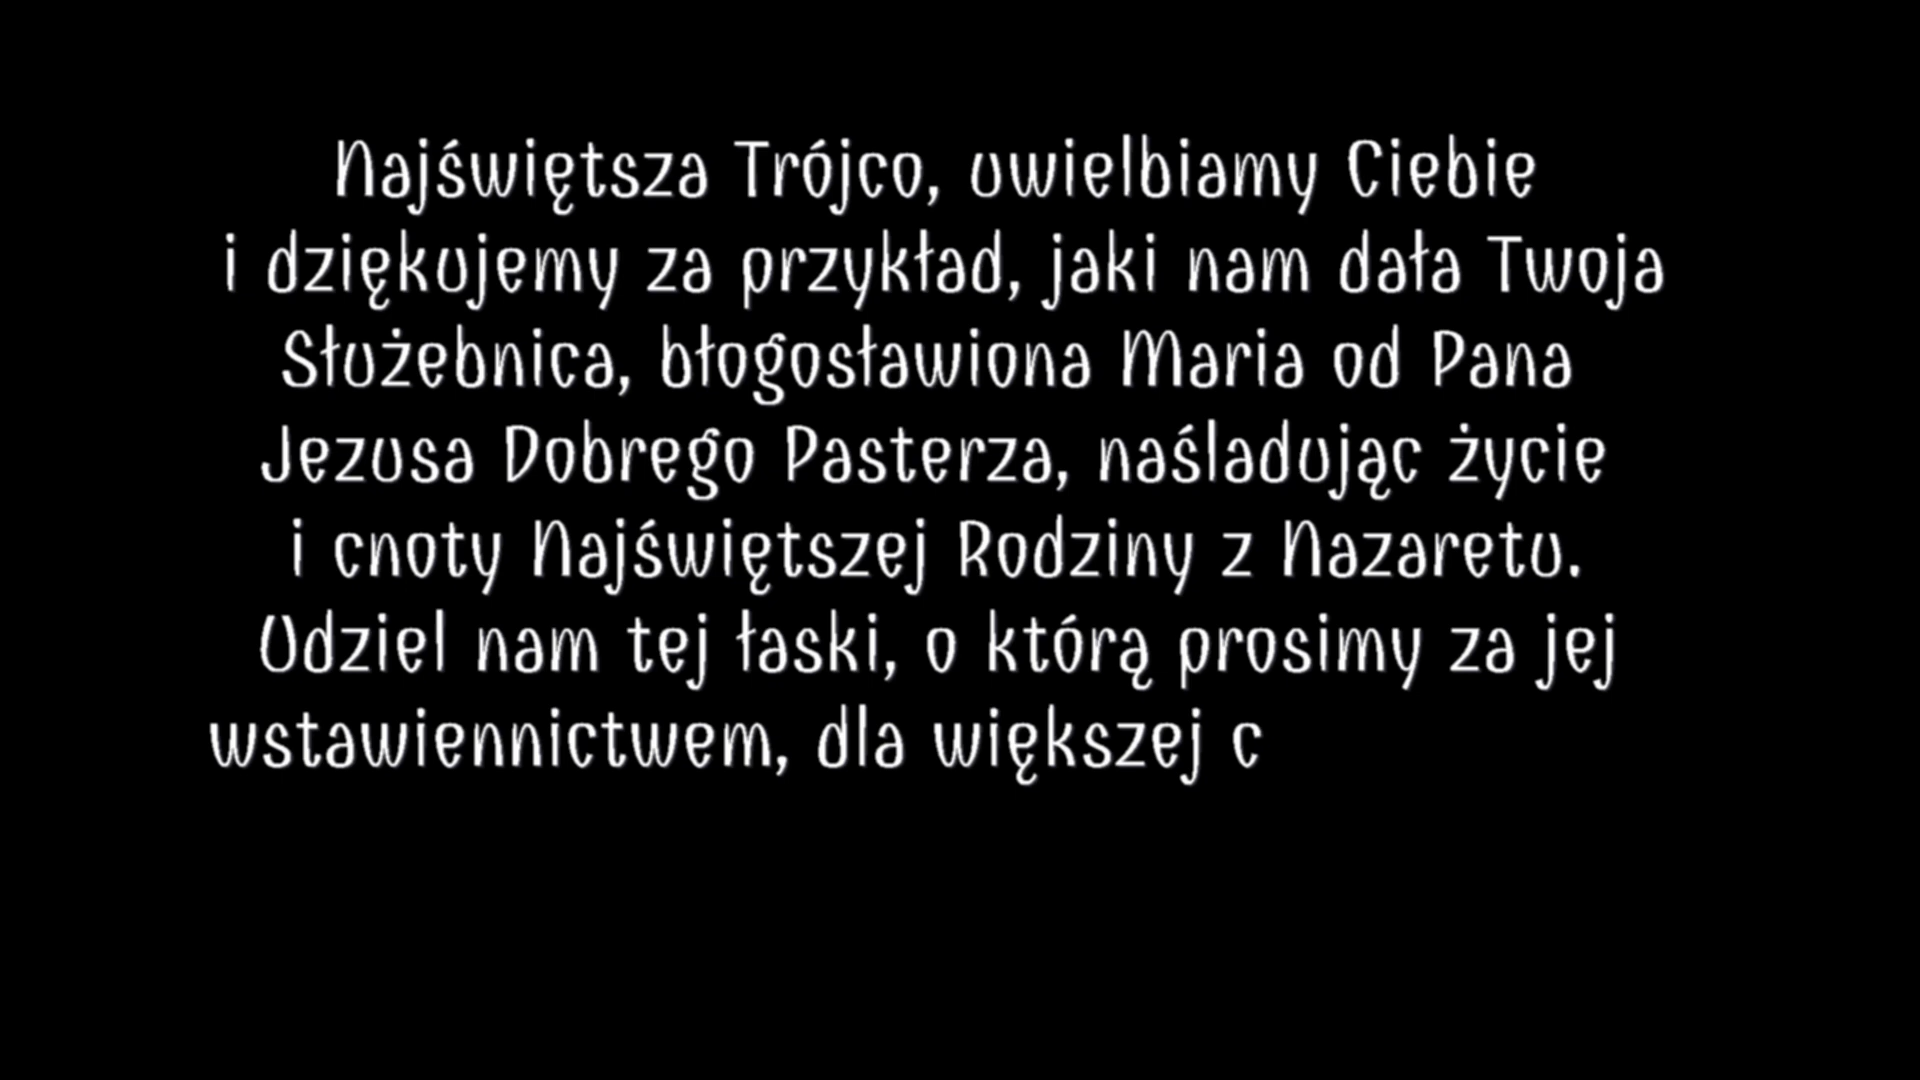 Najświętsza Trójco, uwielbiamy Ciebie
i dziękujemy za przykład, jaki nam dała Twoja
Służebnica, błogosławiona Maria od Pana
Jezusa Dobrego Pasterza, naśladując życie
i cnoty Najświętszej Rodziny z Nazaretu.
Udziel nam tej łaski, o którą prosimy za jej
wstawiennictwem, dla większej c